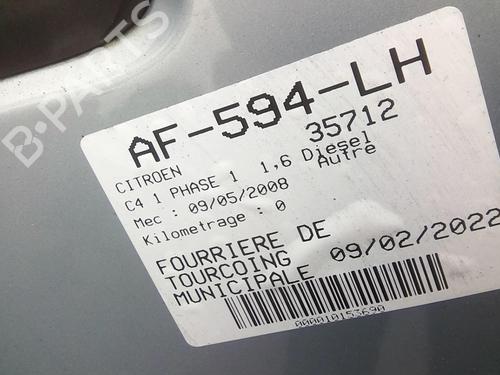 B-PARTS
AF-594-LH
35712
CITROEN
C4 1 PHASE 1 1,6 Diesel
Mec : 09/05/2008 Autre
Kilometrage : 0
FOURRIERE DE
TOURCOING 09/02/2022
MUNICIPALE
AAAA1A15369A